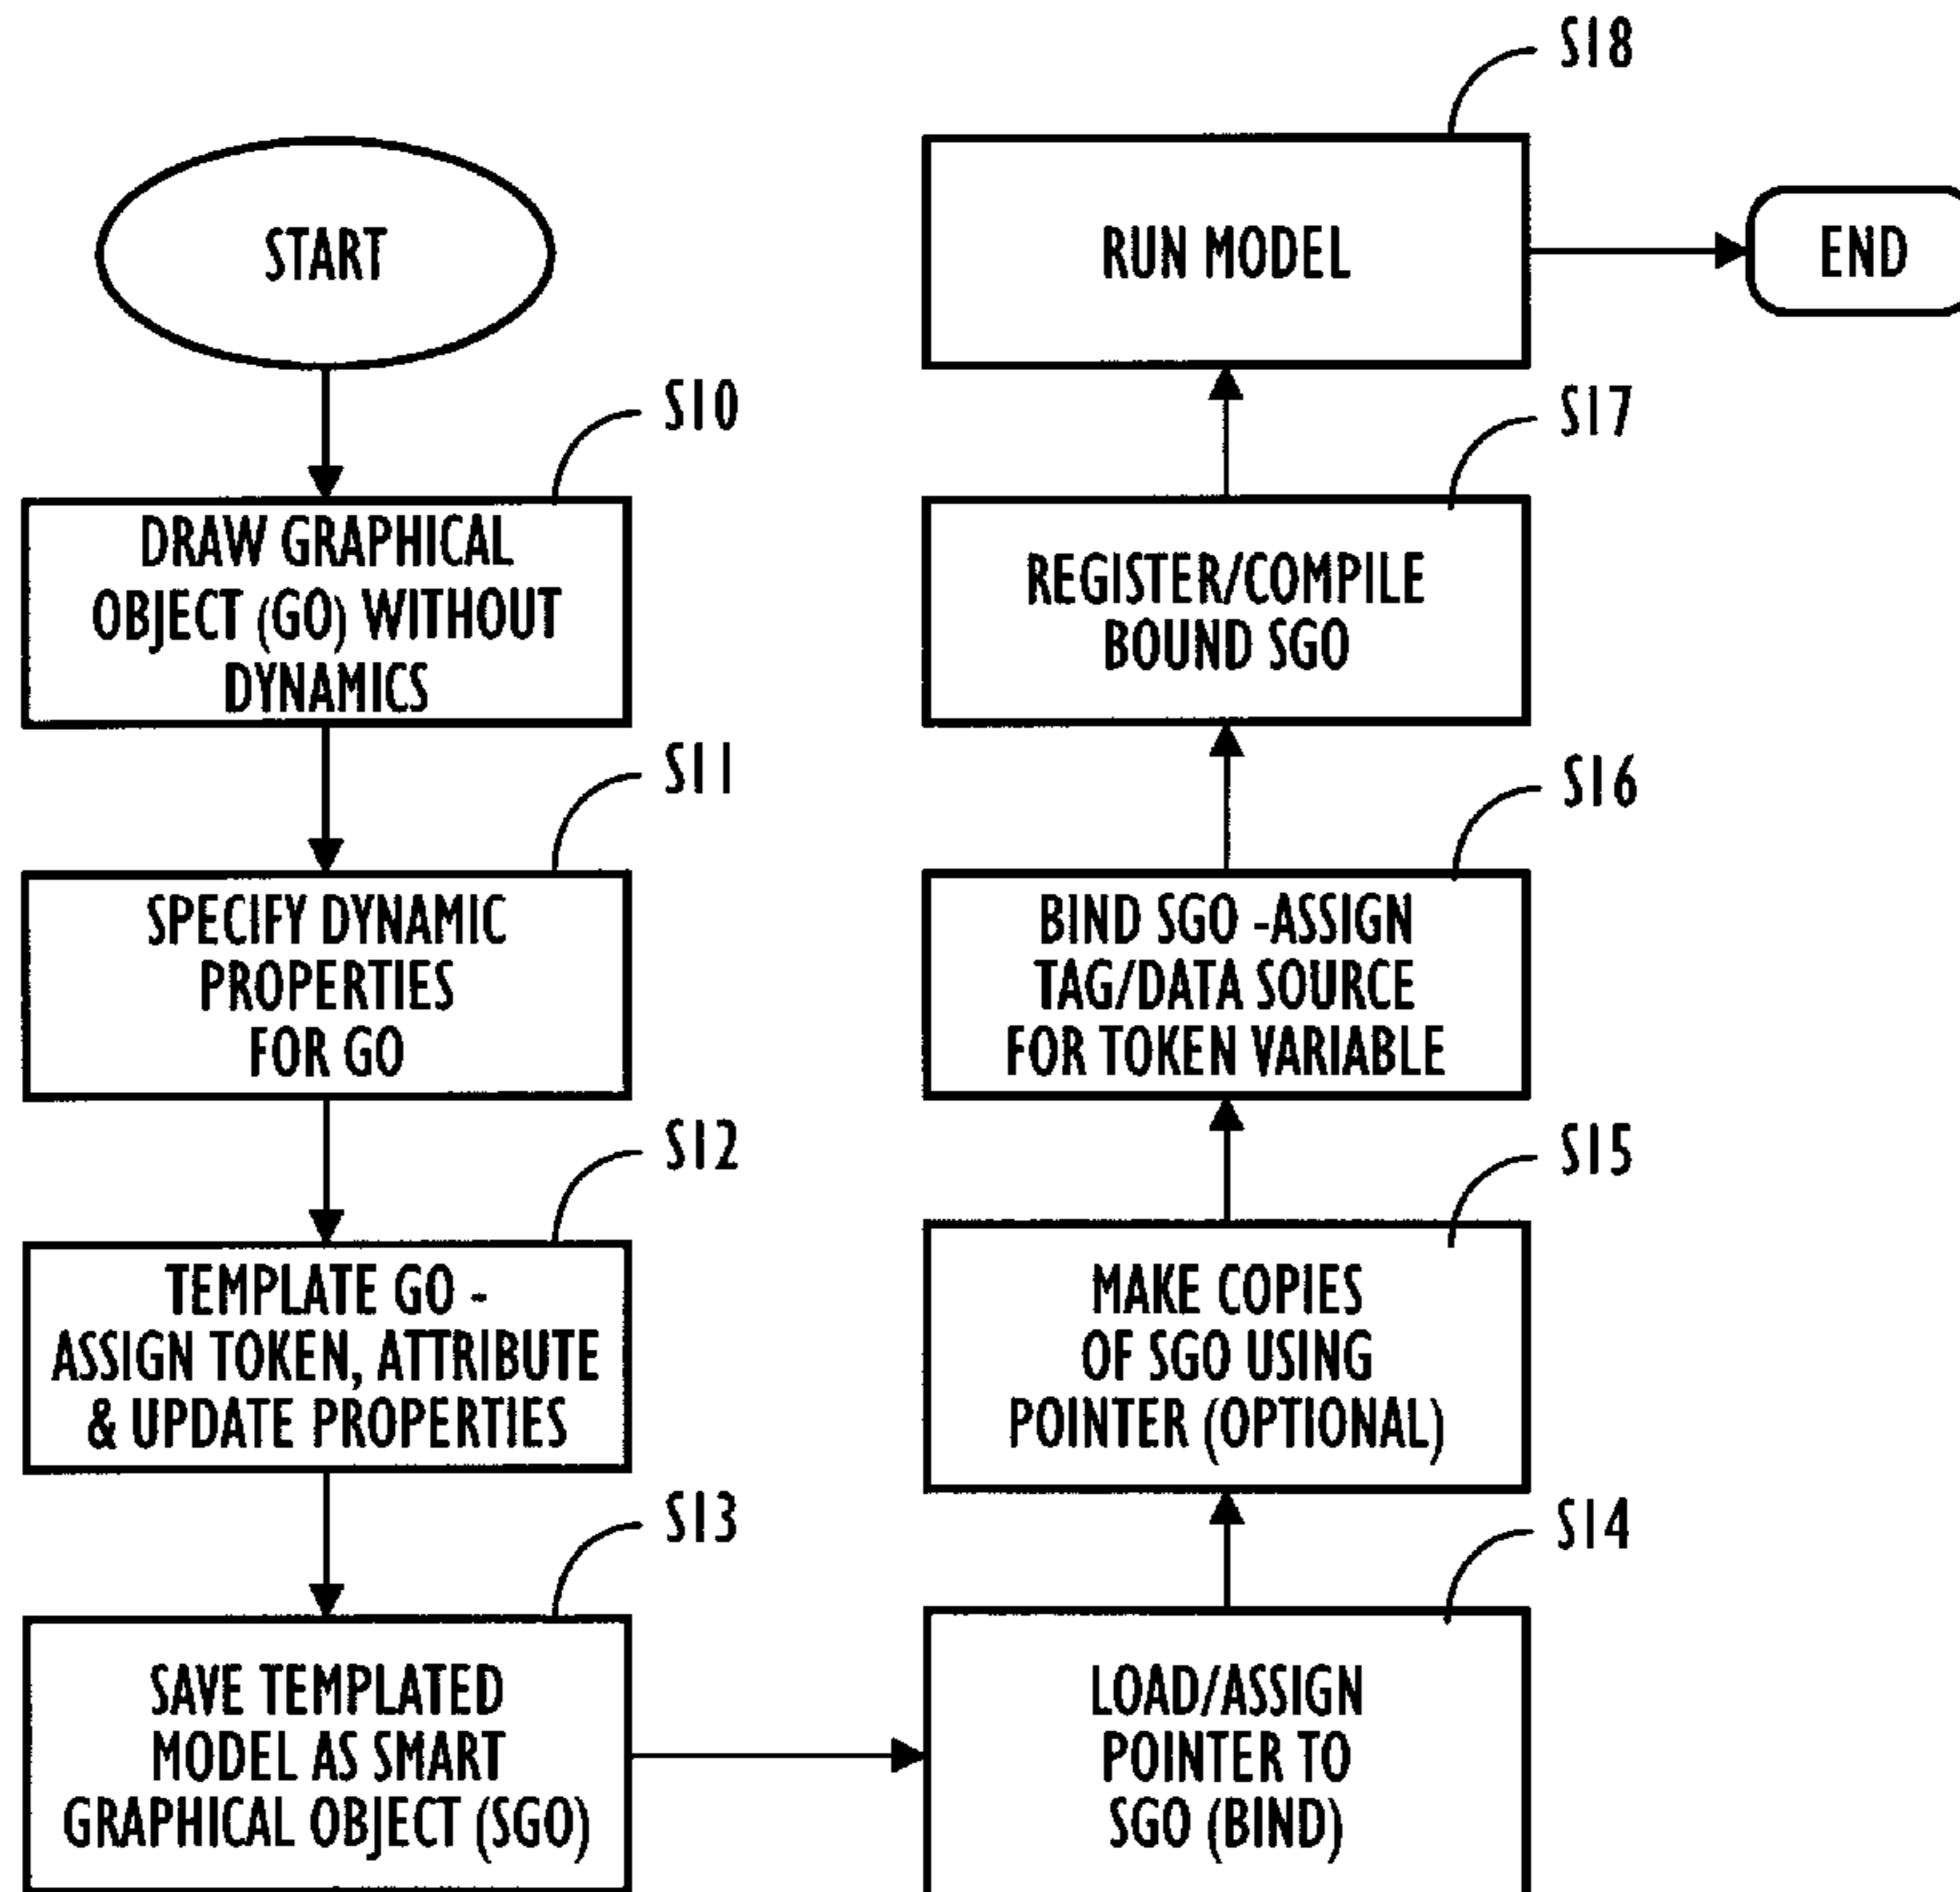 START
S10
DRAW GRAPHICAL
OBJECT (GO) WITHOUT
DYNAMICS
S11
SPECIFY DYNAMIC
PROPERTIES
FOR GO
S12
TEMPLATE GO -
ASSIGN TOKEN, ATTRIBUTE
& UPDATE PROPERTIES
S13
SAVE TEMPLATED
MODEL AS SMART
GRAPHICAL OBJECT (SGO)
S14
LOAD/ASSIGN
POINTER TO
SGO (BIND)
S15
MAKE COPIES
OF SGO USING
POINTER (OPTIONAL)
S16
BIND SGO -ASSIGN
TAG/DATA SOURCE
FOR TOKEN VARIABLE
S17
REGISTER/COMPILE
BOUND SGO
S18
RUN MODEL
END